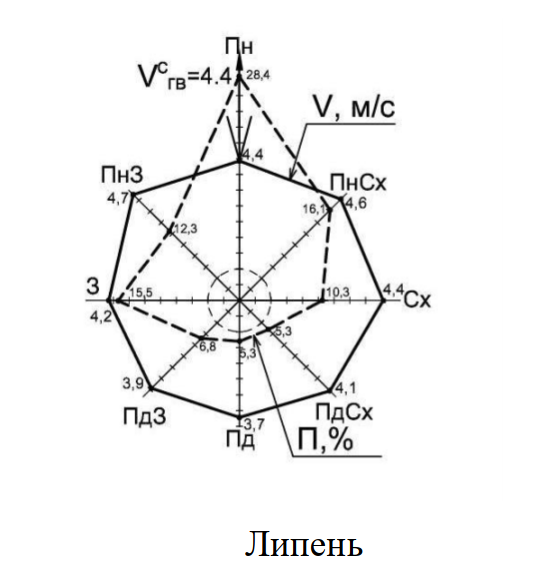 Пн
Vᶜгв=4.4
28,4
V, м/с
4,4
ПнЗ
ПнСх
4,7
16,1
4,6
12,3
З
15,5
10,3
4,4
Сх
4,2
6,8
5,3
5,3
3,9
4,1
ПдЗ
ПдСх
3,7
Пд
П,%
Липень